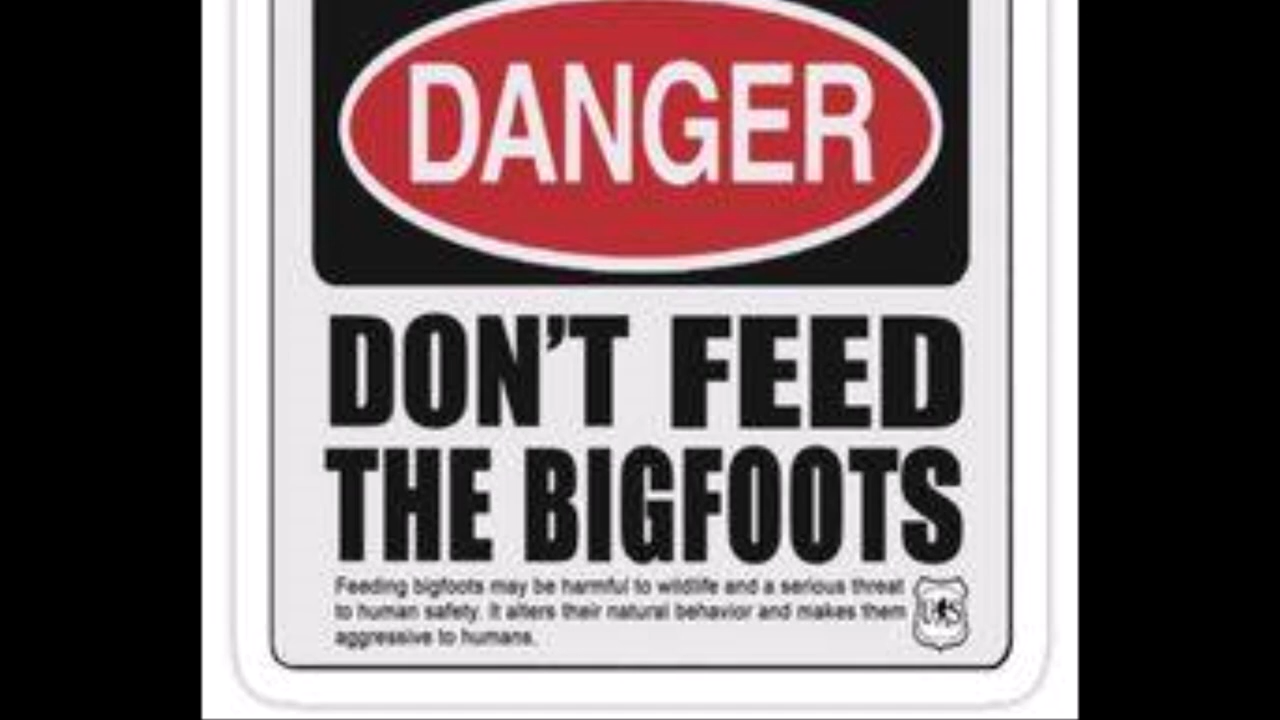 DANGER
DON'T FEED
THE BIGFOOTS
Feeding bigfoots may be harmful to wildlife and a serious threat
to human safety. It alters their natural behavior and makes them
aggressive to humans.
U S